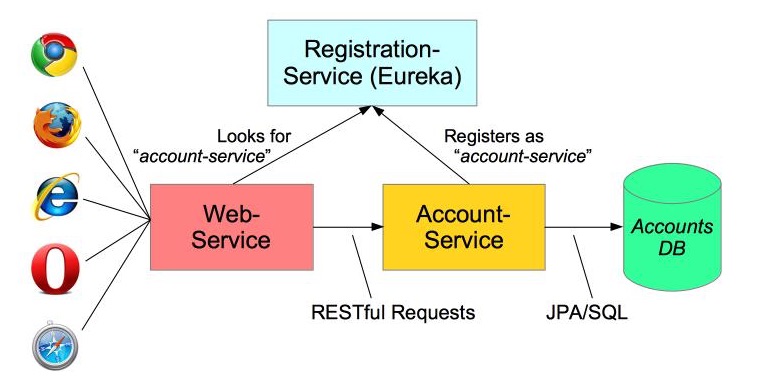 Registration-
Service (Eureka)
Looks for
“account-service”
Registers as
“account-service”
Web-
Service
Account-
Service
Accounts
DB
RESTful Requests
JPA/SQL